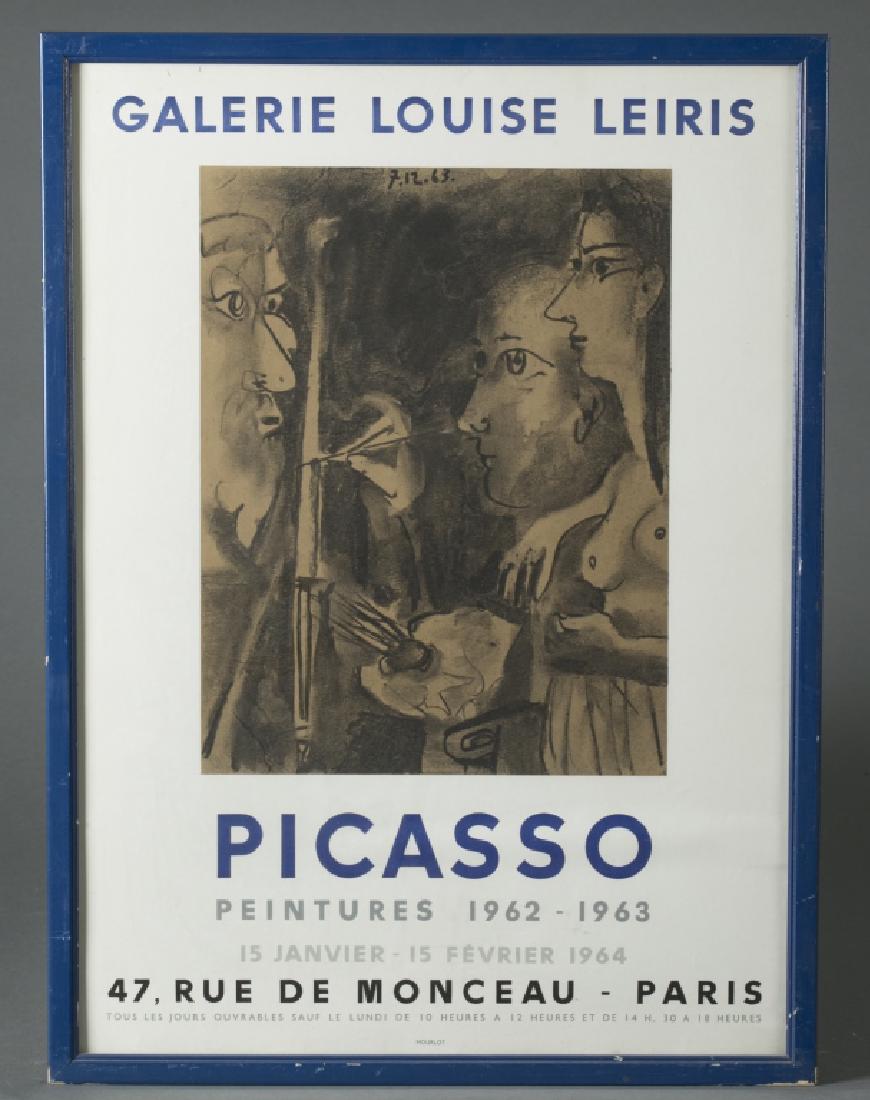 GALERIE LOUISE LEIRIS
7.12.63.
PICASSO
PEINTURES 1962 - 1963
15 JANVIER - 15 FÉVRIER 1964
47, RUE DE MONCEAU - PARIS
TOUS LES JOURS OUVRABLES SAUF LE LUNDI DE 10 HEURES A 12 HEURES ET DE 14 H. 30 A 18 HEURES
MOURLOT